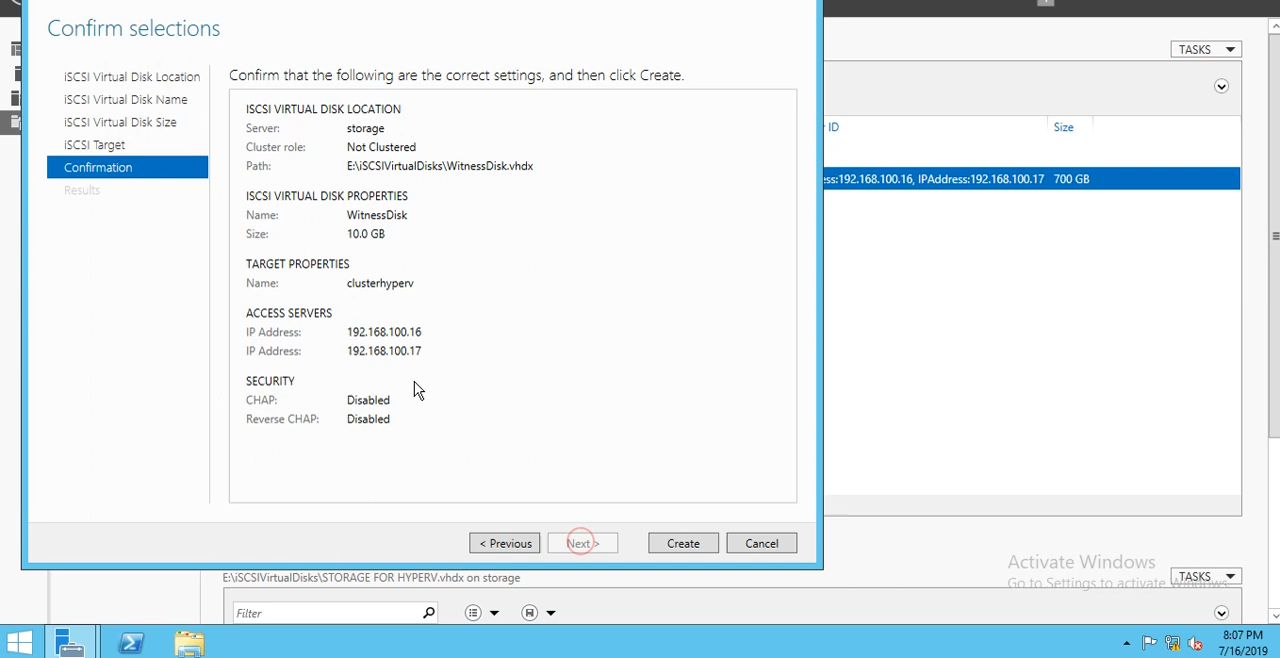 Confirm selections
TASKS
iSCSI Virtual Disk Location
iSCSI Virtual Disk Name
iSCSI Virtual Disk Size
iSCSI Target
Confirmation
Results
Confirm that the following are the correct settings, and then click Create.
ISCSI VIRTUAL DISK LOCATION
Server: storage
Cluster role: Not Clustered
Path: E:\iSCSIVirtualDisks\WitnessDisk.vhdx
ISCSI VIRTUAL DISK PROPERTIES
Name: WitnessDisk
Size: 10.0 GB
TARGET PROPERTIES
Name: clusterhyperv
ACCESS SERVERS
IP Address: 192.168.100.16
IP Address: 192.168.100.17
SECURITY
CHAP: Disabled
Reverse CHAP: Disabled
< Previous Next > Create Cancel
ID Size
ss:192.168.100.16, IPAddress:192.168.100.17 700 GB
Activate Windows
Go to Settings to activate Windows.
E:\iSCSIVirtualDisks\STORAGE FOR HYPERV.vhdx on storage
TASKS
Filter
8:07 PM
7/16/2019